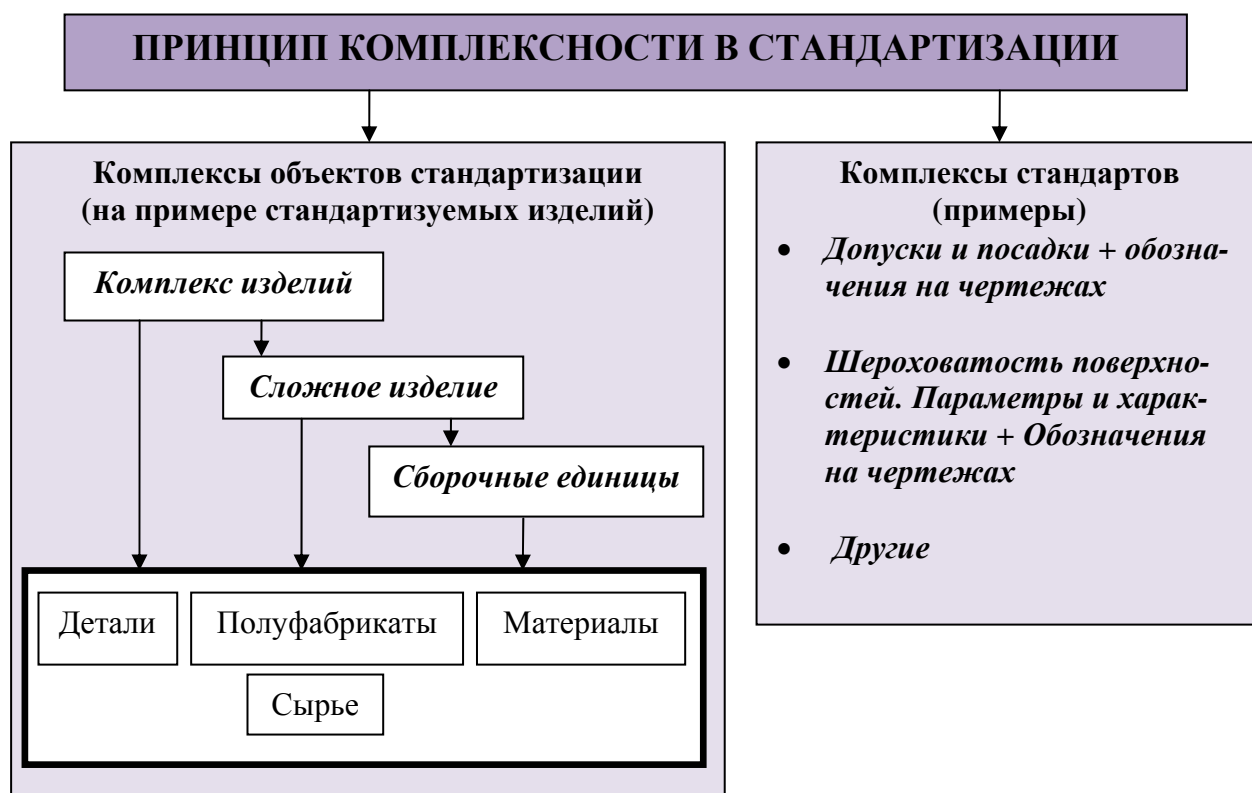 ПРИНЦИП КОМПЛЕКСНОСТИ В СТАНДАРТИЗАЦИИ
Комплексы объектов стандартизации
(на примере стандартизуемых изделий)
Комплекс изделий
Сложное изделие
Сборочные единицы
Детали
Полуфабрикаты
Материалы
Сырье
Комплексы стандартов
(примеры)
• Допуски и посадки + обозна-
чения на чертежах
• Шероховатость поверхно-
стей. Параметры и харак-
теристики + Обозначения
на чертежах
• Другие